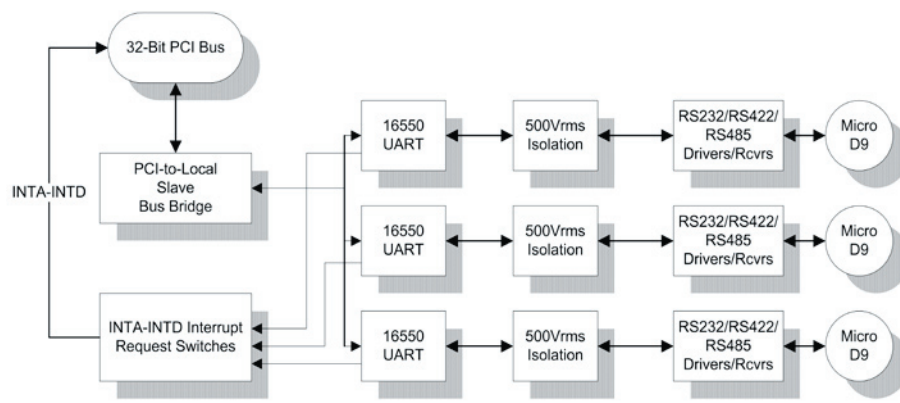 32-Bit PCI Bus
INTA-INTD
PCI-to-Local
Slave
Bus Bridge
INTA-INTD Interrupt
Request Switches
16550
UART
500Vrms
Isolation
RS232/RS422/
RS485
Drivers/Rcvrs
Micro
D9
16550
UART
500Vrms
Isolation
RS232/RS422/
RS485
Drivers/Rcvrs
Micro
D9
16550
UART
500Vrms
Isolation
RS232/RS422/
RS485
Drivers/Rcvrs
Micro
D9